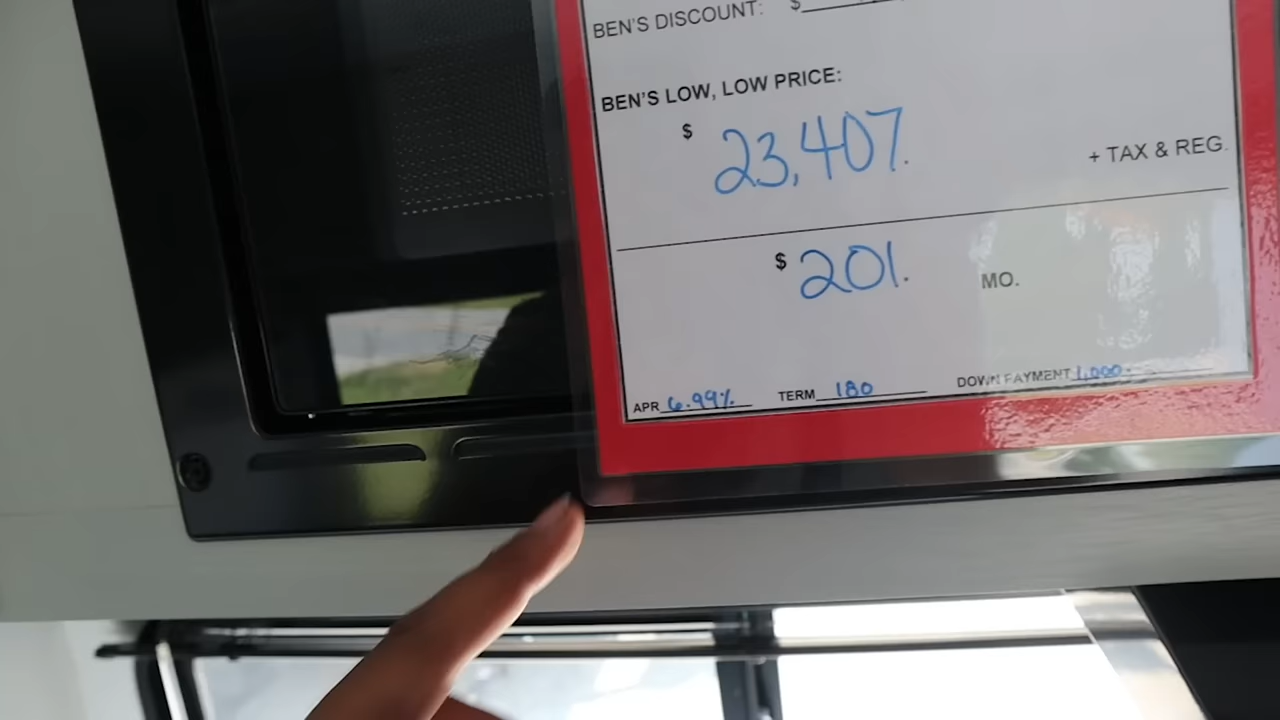 BEN'S DISCOUNT: $
BEN'S LOW, LOW PRICE:
$ 23,407.
+ TAX & REG.
$ 201. MO.
APR 6.99% TERM 180 DOWN PAYMENT 1,000.